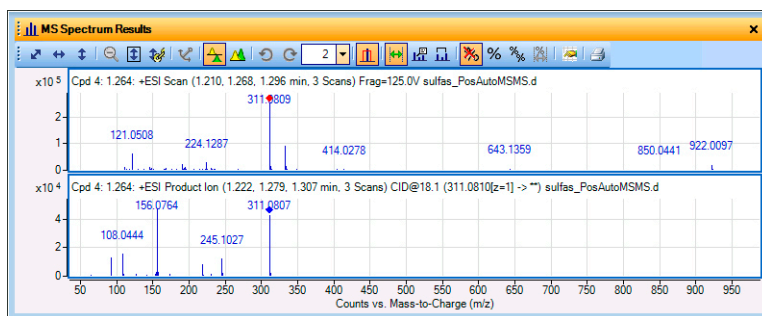 MS Spectrum Results
2
x10 5 Cpd 4: 1.264: +ESI Scan (1.210, 1.268, 1.296 min, 3 Scans) Frag=125.0V sulfas_PosAutoMSMS.d
311.0809
2
121.0508 224.1287 414.0278 643.1359 850.0441 922.0097
1
0
x10 4 Cpd 4: 1.264: +ESI Product Ion (1.222, 1.279, 1.307 min, 3 Scans) CID@18.1 (311.0810[z=1] -> **) sulfas_PosAutoMSMS.d
156.0764 311.0807
4
108.0444 245.1027
2
0
50 100 150 200 250 300 350 400 450 500 550 600 650 700 750 800 850 900 950
Counts vs. Mass-to-Charge (m/z)